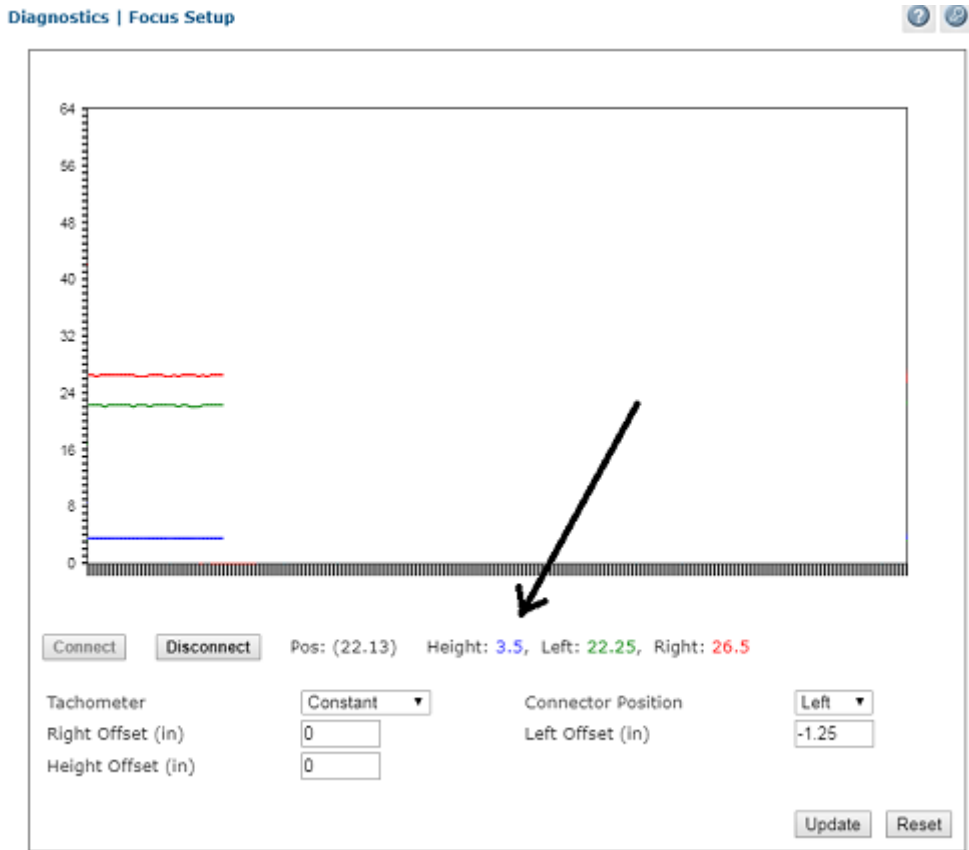 Diagnostics | Focus Setup
64
56
48
40
32
24
16
8
0
Connect Disconnect Pos: (22.13) Height: 3.5, Left: 22.25, Right: 26.5
Tachometer Constant Connector Position Left
Right Offset (in) 0 Left Offset (in) -1.25
Height Offset (in) 0
Update Reset